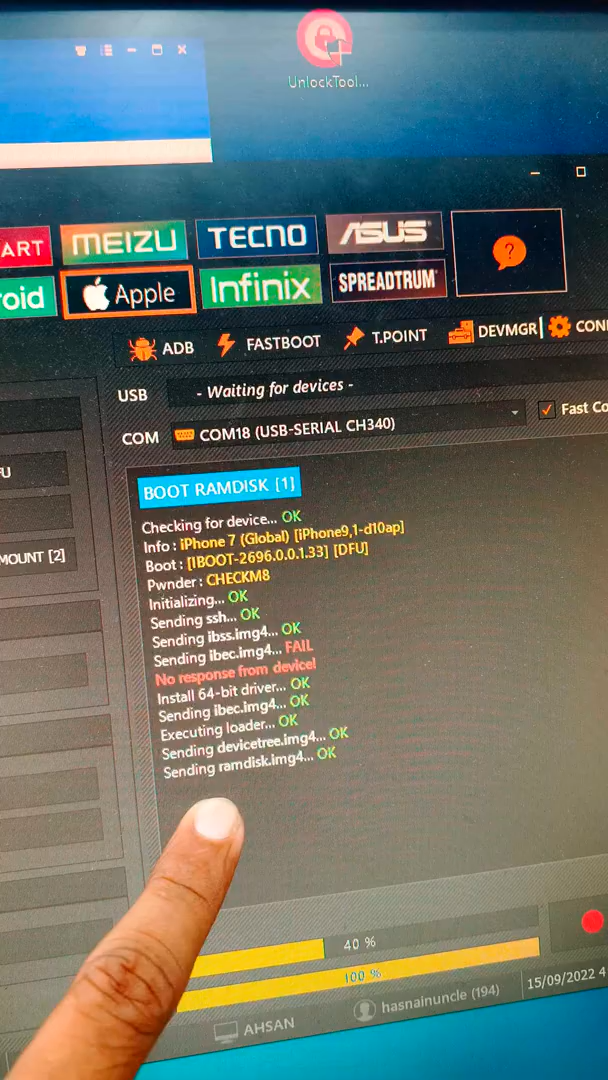 UnlockTool...
ART
MEIZU
TECNO
ASUS
?
oid
Apple
Infinix
SPREADTRUM
ADB
FASTBOOT
T.POINT
DEVMGR
CON
USB
- Waiting for devices -
COM
COM18 (USB-SERIAL CH340)
Fast Co
FU
MOUNT [2]
BOOT RAMDISK [1]
Checking for device... OK
Info : iPhone 7 (Global) [iPhone9,1-d10ap]
Boot : [IBOOT-2696.0.0.1.33] [DFU]
Pwnder : CHECKM8
Initializing... OK
Sending ssh... OK
Sending ibss.img4... OK
Sending ibec.img4... FAIL
No response from device!
Install 64-bit driver... OK
Sending ibec.img4... OK
Executing loader... OK
Sending devicetree.img4... OK
Sending ramdisk.img4... OK
40 %
100 %
AHSAN
hasnainuncle (194)
15/09/2022 4